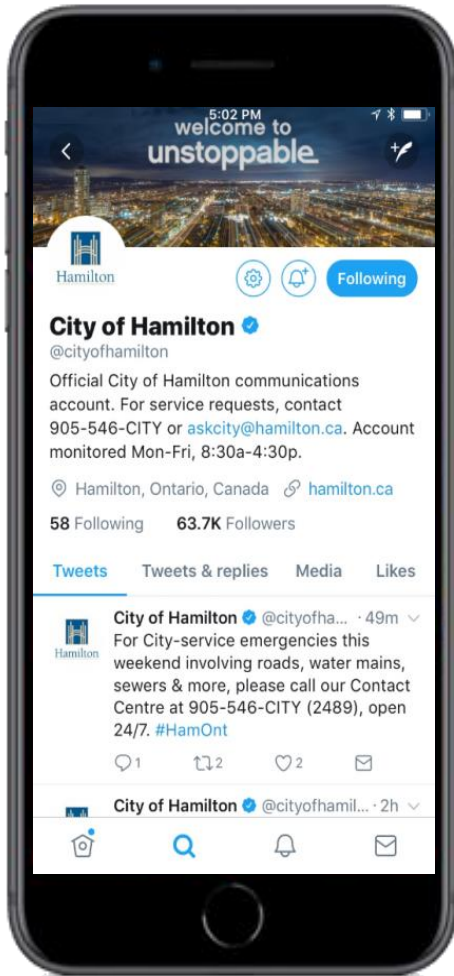 5:02 PM
welcome to
unstoppable.
Hamilton
Following
City of Hamilton
@cityofhamilton
Official City of Hamilton communications
account. For service requests, contact
905-546-CITY or askcity@hamilton.ca. Account
monitored Mon-Fri, 8:30a-4:30p.
Hamilton, Ontario, Canada hamilton.ca
58 Following 63.7K Followers
Tweets Tweets & replies Media Likes
City of Hamilton @cityofha... · 49m
Hamilton
For City-service emergencies this
weekend involving roads, water mains,
sewers & more, please call our Contact
Centre at 905-546-CITY (2489), open
24/7. #HamOnt
1 2 2
City of Hamilton @cityofhamil... · 2h